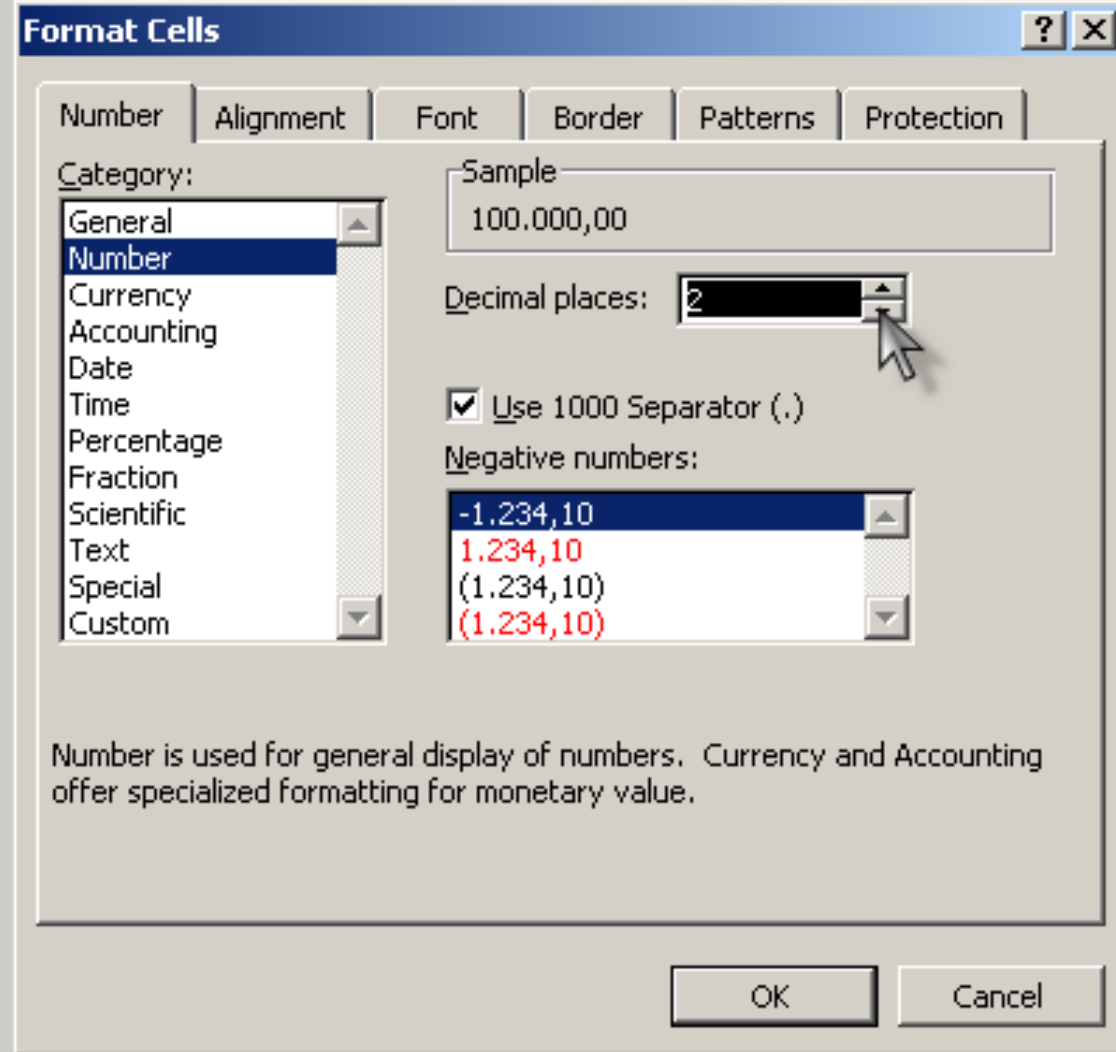 Format Cells
Number Alignment Font Border Patterns Protection
Category:
General
Number
Currency
Accounting
Date
Time
Percentage
Fraction
Scientific
Text
Special
Custom
Sample
100.000,00
Decimal places: 2
Use 1000 Separator (.)
Negative numbers:
-1.234,10
1.234,10
(1.234,10)
(1.234,10)
Number is used for general display of numbers. Currency and Accounting
offer specialized formatting for monetary value.
OK Cancel